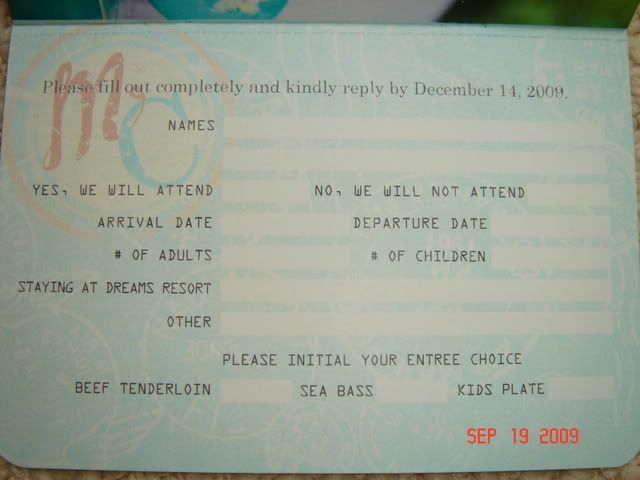 Please fill out completely and kindly reply by December 14, 2009.
NAMES
YES, WE WILL ATTEND NO, WE WILL NOT ATTEND
ARRIVAL DATE DEPARTURE DATE
# OF ADULTS # OF CHILDREN
STAYING AT DREAMS RESORT
OTHER
PLEASE INITIAL YOUR ENTREE CHOICE
BEEF TENDERLOIN SEA BASS KIDS PLATE
SEP 19 2009
MC